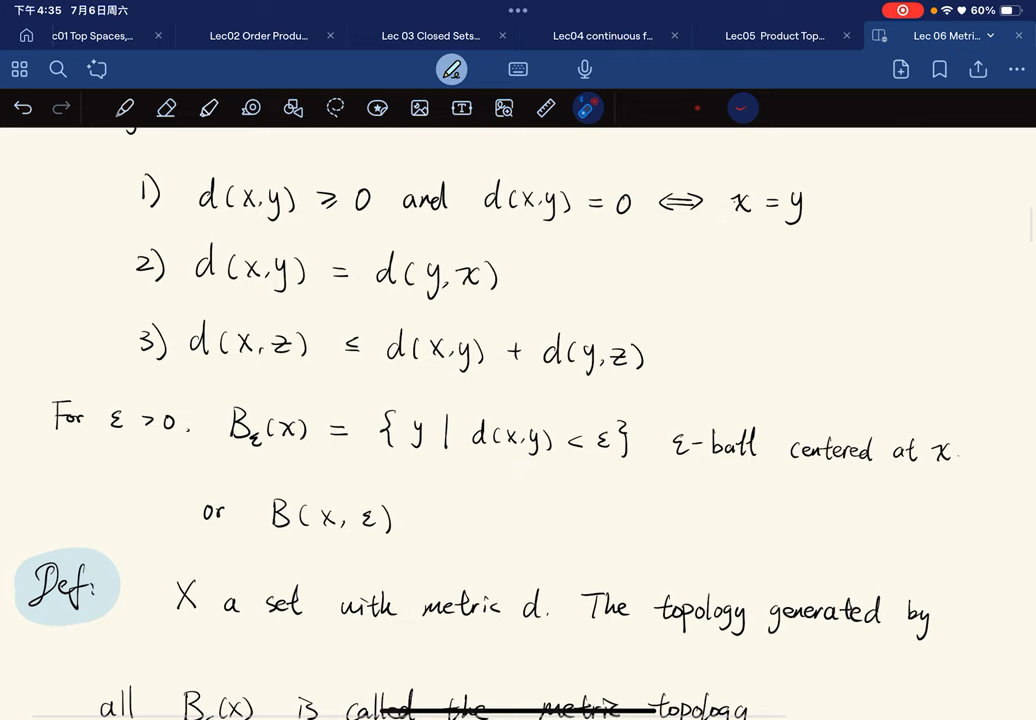 下午4:35 7月6日周六
60%
c01 Top Spaces,...
Lec02 Order Produ...
Lec 03 Closed Sets...
Lec04 continuous f...
Lec05 Product Top...
Lec 06 Metri...
1) d(x,y) ≥ 0 and d(x,y) = 0 ⟺ x = y
2) d(x,y) = d(y,x)
3) d(x,z) ≤ d(x,y) + d(y,z)
For ε > 0. B_ε(x) = { y | d(x,y) < ε} ε-ball centered at x.
or B(x, ε)
Def:
X a set with metric d. The topology generated by
all B_ε(x) is called the metric topology